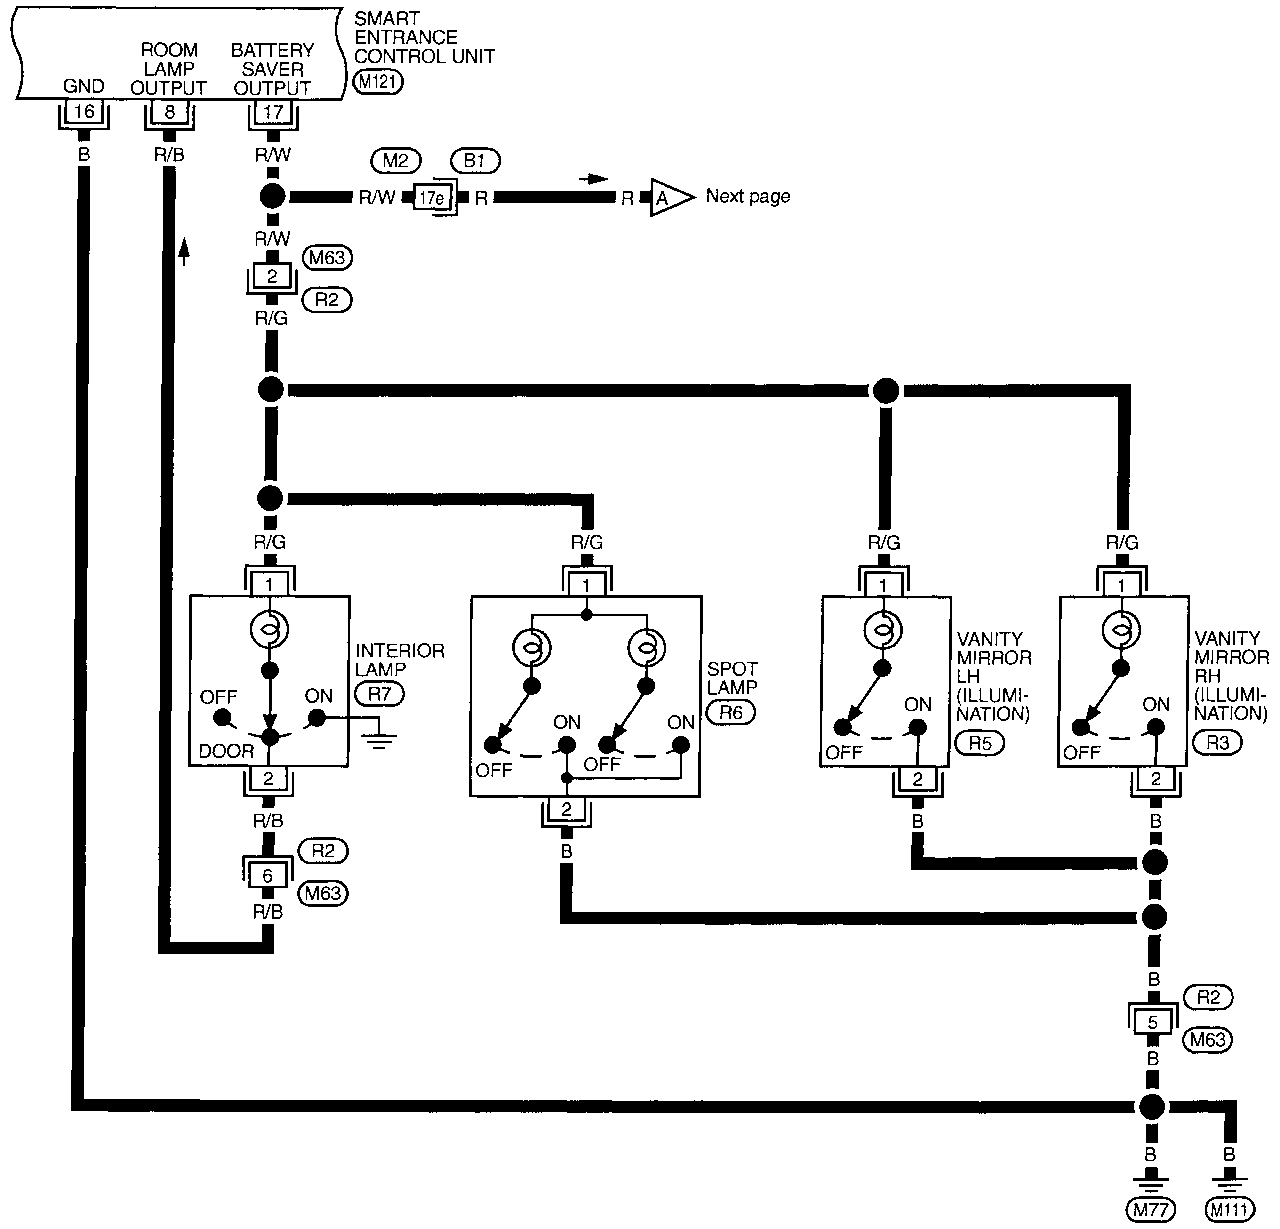 SMART
ENTRANCE
CONTROL UNIT
M121
ROOM
LAMP
OUTPUT
BATTERY
SAVER
OUTPUT
GND
16
8
17
B
R/B
R/W
M2
B1
R/W
17e
R
R
A
Next page
R/W
M63
2
R2
R/G
R/G
R/G
R/G
R/G
1
1
1
1
INTERIOR
LAMP
R7
OFF
ON
DOOR
2
SPOT
LAMP
R6
ON
ON
OFF
OFF
2
VANITY
MIRROR
LH
(ILLUMI-
NATION)
R5
ON
OFF
2
VANITY
MIRROR
RH
(ILLUMI-
NATION)
R3
ON
OFF
2
R/B
B
B
B
R2
6
M63
R/B
B
R2
5
M63
B
B
B
M77
M111